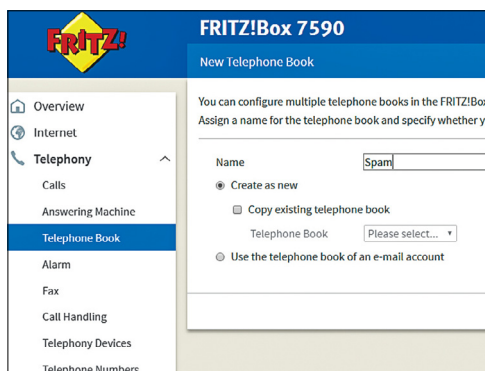 FRITZ!
FRITZ!Box 7590
New Telephone Book
Overview
Internet
Telephony
Calls
Answering Machine
Telephone Book
Alarm
Fax
Call Handling
Telephony Devices
Telephone Numbers
You can configure multiple telephone books in the FRITZ!Box
Assign a name for the telephone book and specify whether y
Name Spam
Create as new
Copy existing telephone book
Telephone Book Please select...
Use the telephone book of an e-mail account